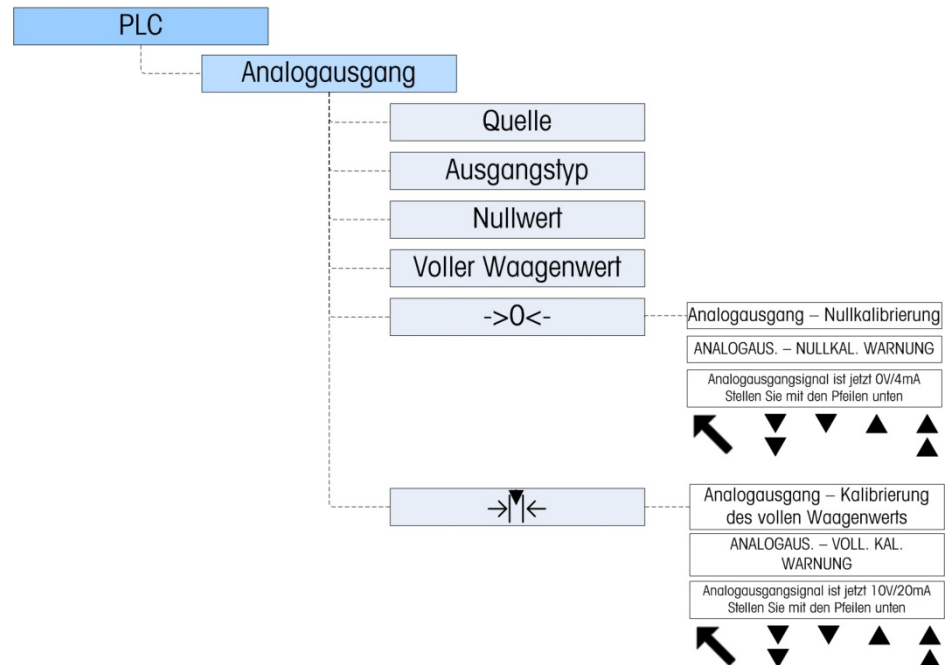 PLC
Analogausgang
Quelle
Ausgangstyp
Nullwert
Voller Waagenwert
->0<-
Analogausgang – Nullkalibrierung
ANALOGAUS. – NULLKAL. WARNUNG
Analogausgangsignal ist jetzt 0V/4mA
Stellen Sie mit den Pfeilen unten
Analogausgang – Kalibrierung
des vollen Waagenwerts
ANALOGAUS. – VOLL. KAL.
WARNUNG
Analogausgangsignal ist jetzt 10V/20mA
Stellen Sie mit den Pfeilen unten